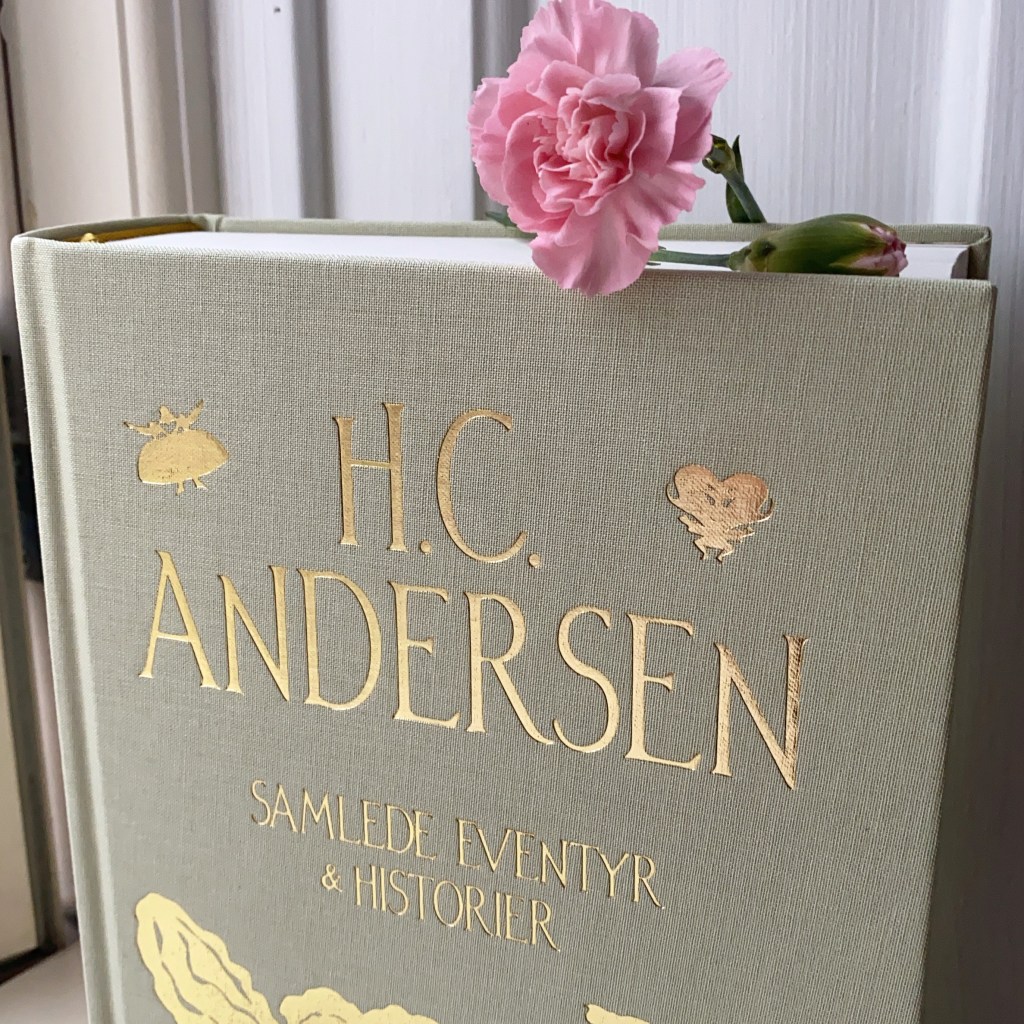 H.C.
ANDERSEN
SAMLEDE EVENTYR
& HISTORIER